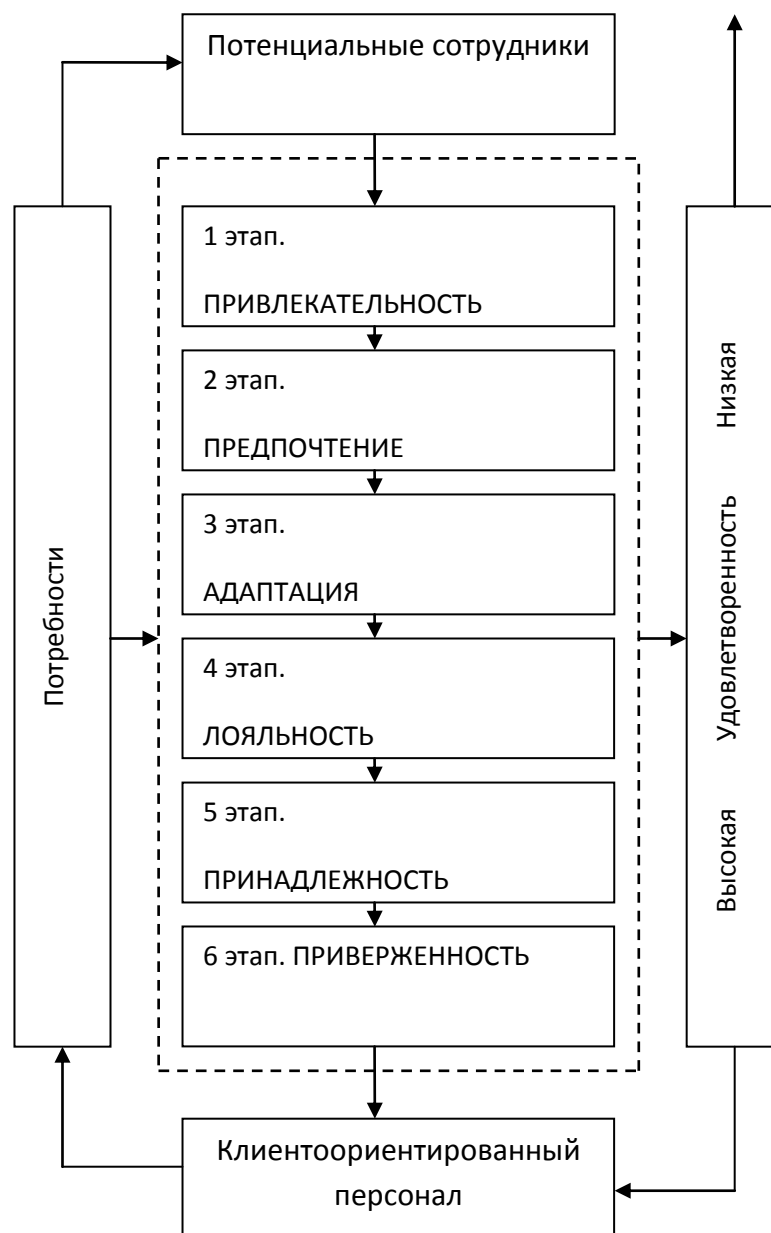 Потенциальные сотрудники
1 этап.
ПРИВЛЕКАТЕЛЬНОСТЬ
2 этап.
ПРЕДПОЧТЕНИЕ
3 этап.
АДАПТАЦИЯ
4 этап.
ЛОЯЛЬНОСТЬ
5 этап.
ПРИНАДЛЕЖНОСТЬ
6 этап. ПРИВЕРЖЕННОСТЬ
Потребности
Высокая Удовлетворенность Низкая
Клиентоориентированный
персонал